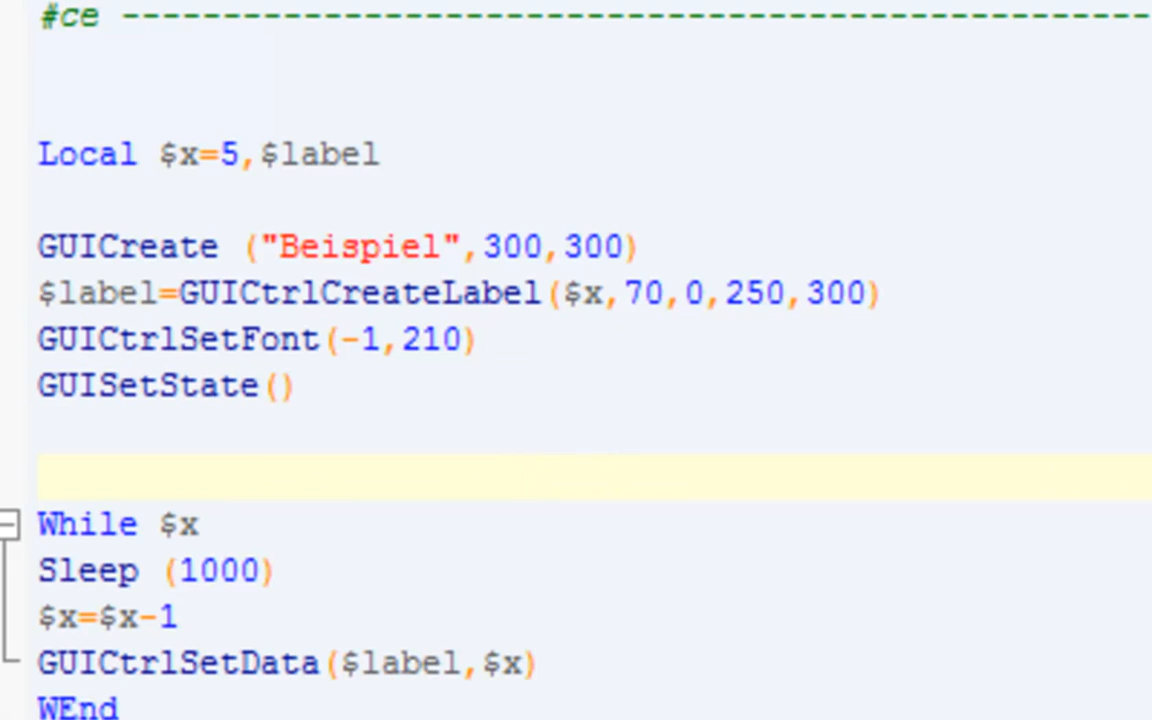 #ce ----------------------------------------------------
Local $x=5,$label
GUICreate ("Beispiel",300,300)
$label=GUICtrlCreateLabel($x,70,0,250,300)
GUICtrlSetFont(-1,210)
GUISetState()
While $x
Sleep (1000)
$x=$x-1
GUICtrlSetData($label,$x)
WEnd